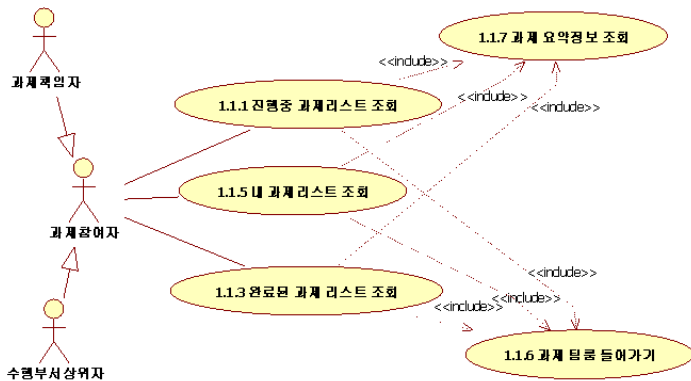 1.1.7 과제 요약정보 조회
<<include>>
과제책임자
<<include>>
1.1.1 진행중 과제리스트 조회
<<include>>
1.1.5 내 과제리스트 조회
과제참여자
<<include>>
1.1.3 완료된 과제 리스트 조회
<<include>>
<<include>>
1.1.6 과제 팀룸 들어가기
수행부서상위자